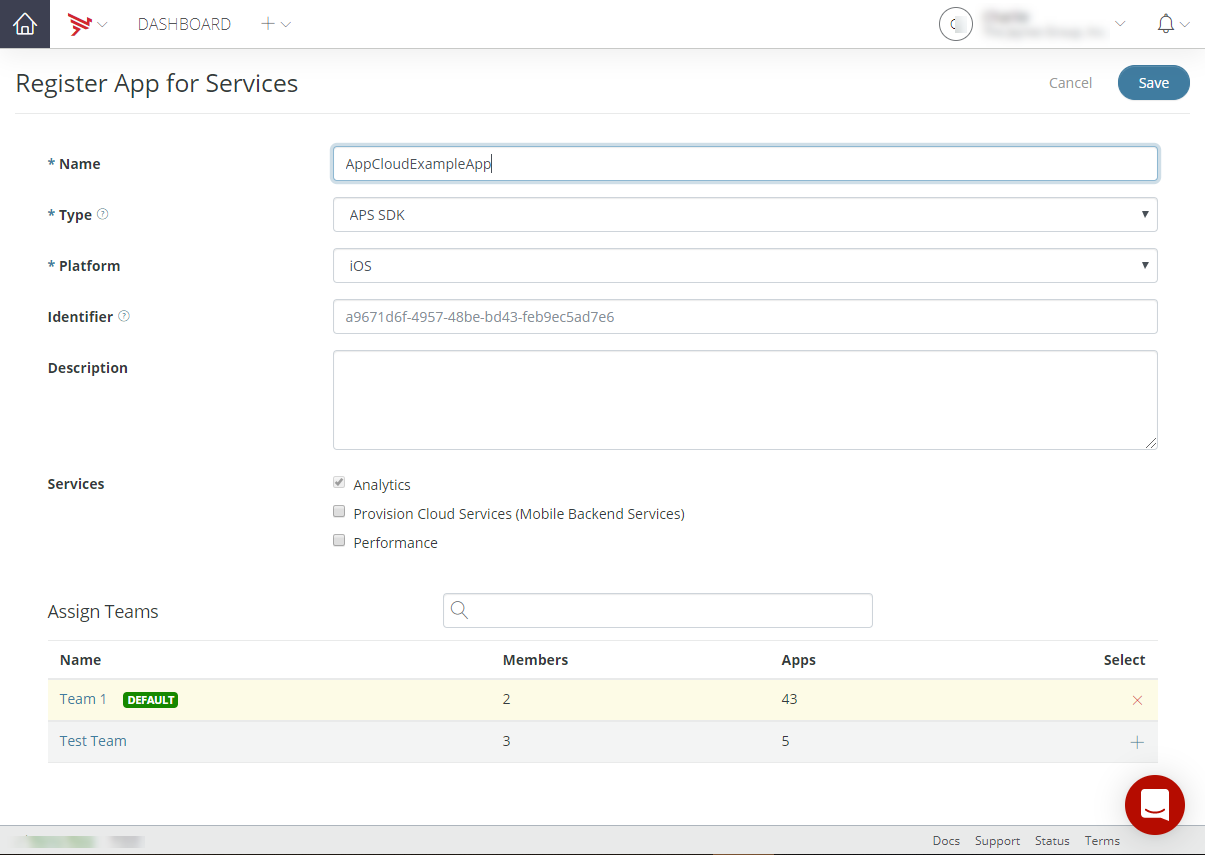 DASHBOARD
Register App for Services
Cancel
Save
* Name
AppCloudExampleApp
* Type ?
APS SDK
* Platform
iOS
Identifier ?
a9671d6f-4957-48be-bd43-feb9ec5ad7e6
Description
Services
Analytics
Provision Cloud Services (Mobile Backend Services)
Performance
Assign Teams
Name Members Apps Select
Team 1 DEFAULT 2 43
Test Team 3 5
Docs Support Status Terms